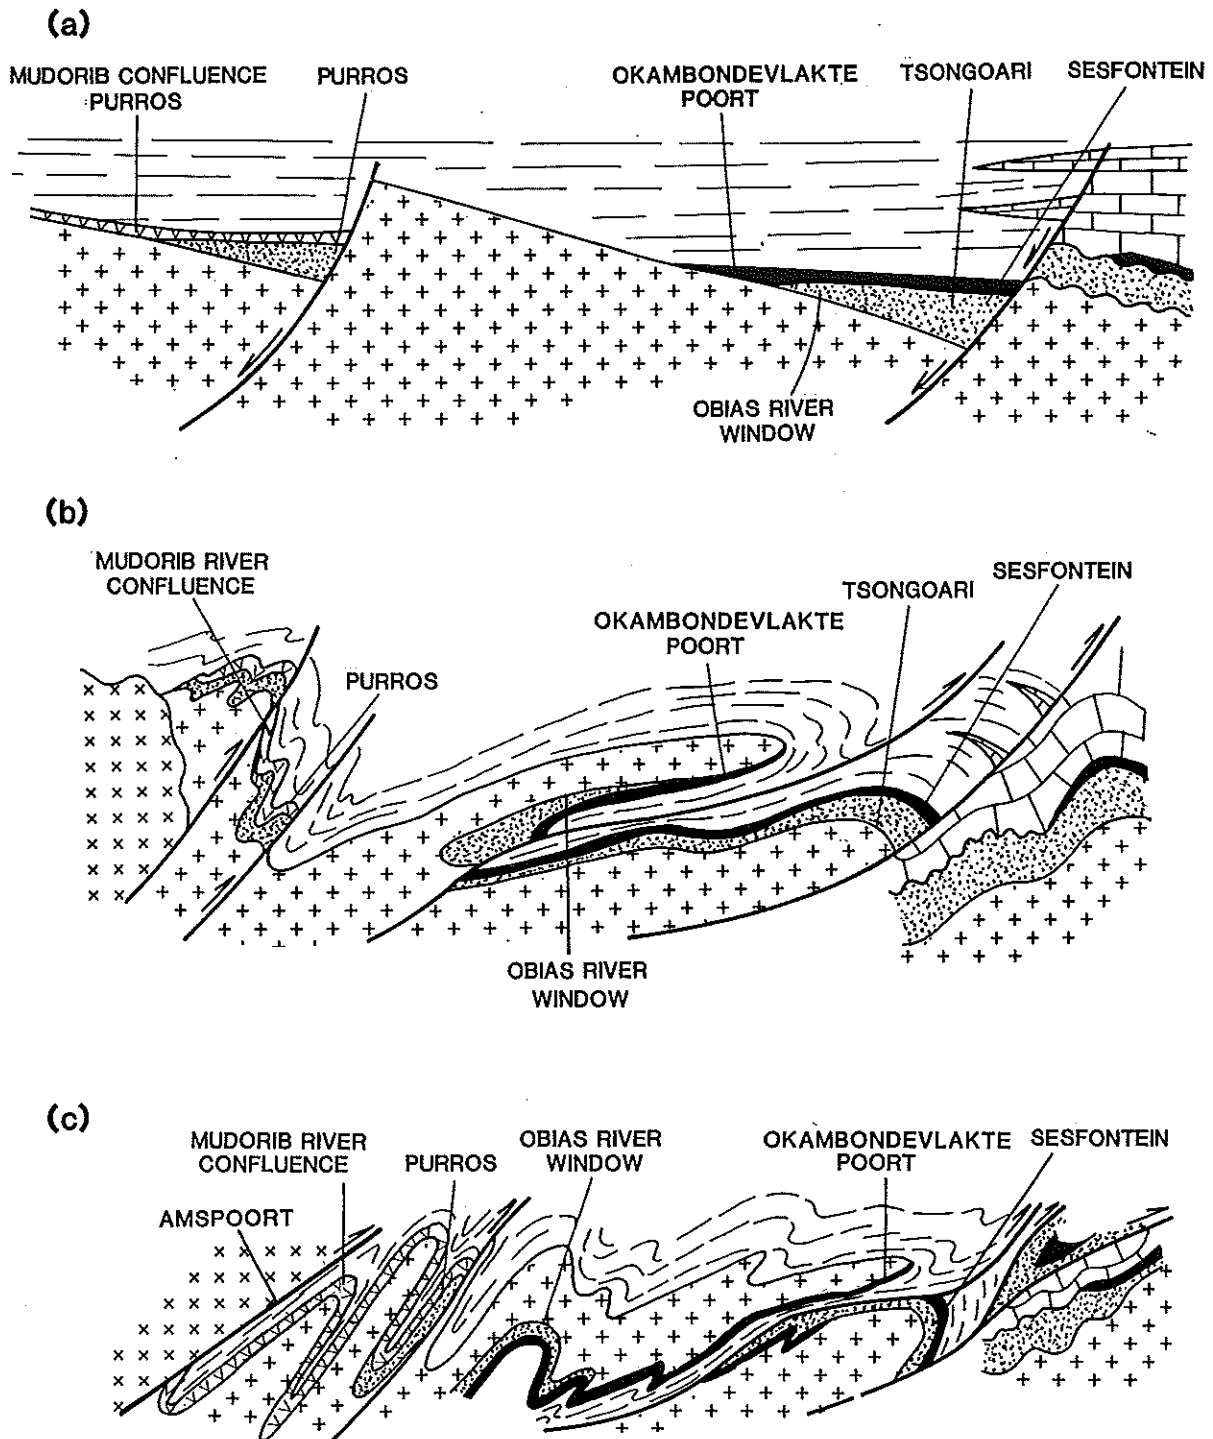 (a)
MUDORIB CONFLUENCE
PURROS
PURROS
OKAMBONDEVLAKTE
POORT
TSONGOARI
SESFONTEIN
OBIAS RIVER
WINDOW
(b)
MUDORIB RIVER
CONFLUENCE
PURROS
OKAMBONDEVLAKTE
POORT
TSONGOARI
SESFONTEIN
OBIAS RIVER
WINDOW
(c)
AMSPOORT
MUDORIB RIVER
CONFLUENCE
PURROS
OBIAS RIVER
WINDOW
OKAMBONDEVLAKTE
POORT
SESFONTEIN